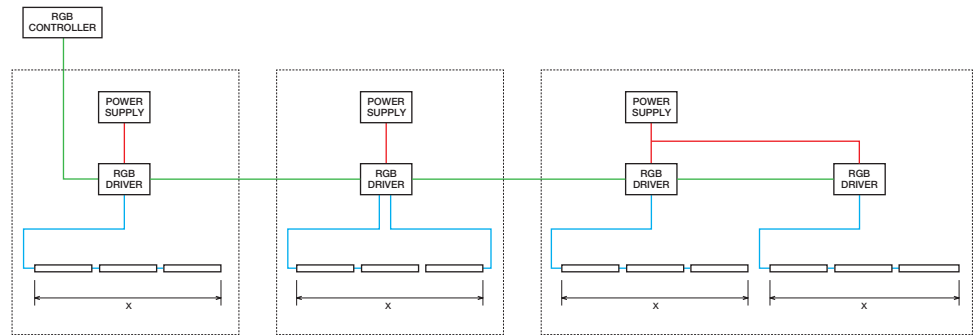 RGB
CONTROLLER
POWER
SUPPLY
POWER
SUPPLY
POWER
SUPPLY
RGB
DRIVER
RGB
DRIVER
RGB
DRIVER
RGB
DRIVER
X
X
X
X